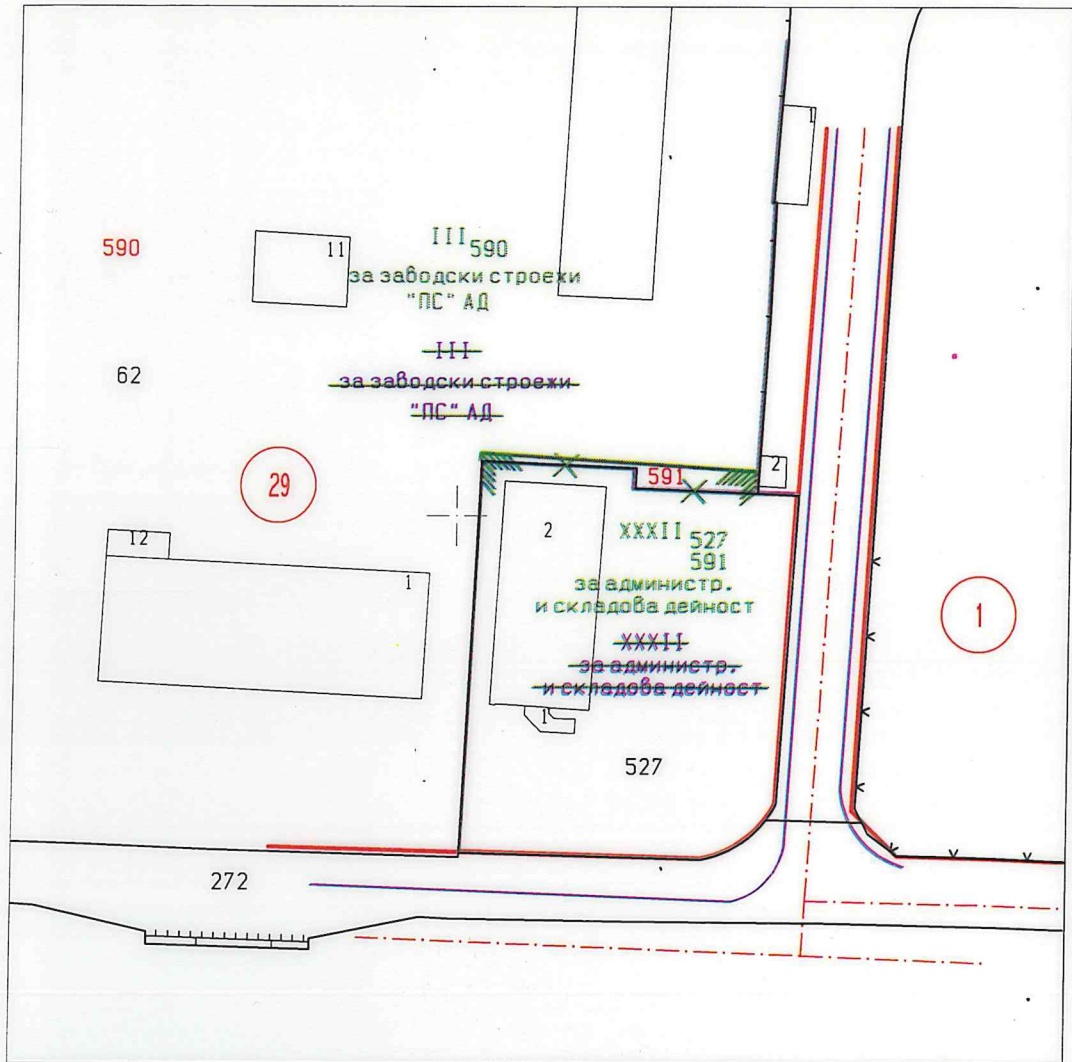 1
590
11
III 590
за заводски строежи
"ПС" АД
62
III
за заводски строежи
"ПС" АД
29
591
2
12
1
2
XXXII 527
591
за администр.
и складова дейност
XXXII
за администр.
и складова дейност
1
1
527
272